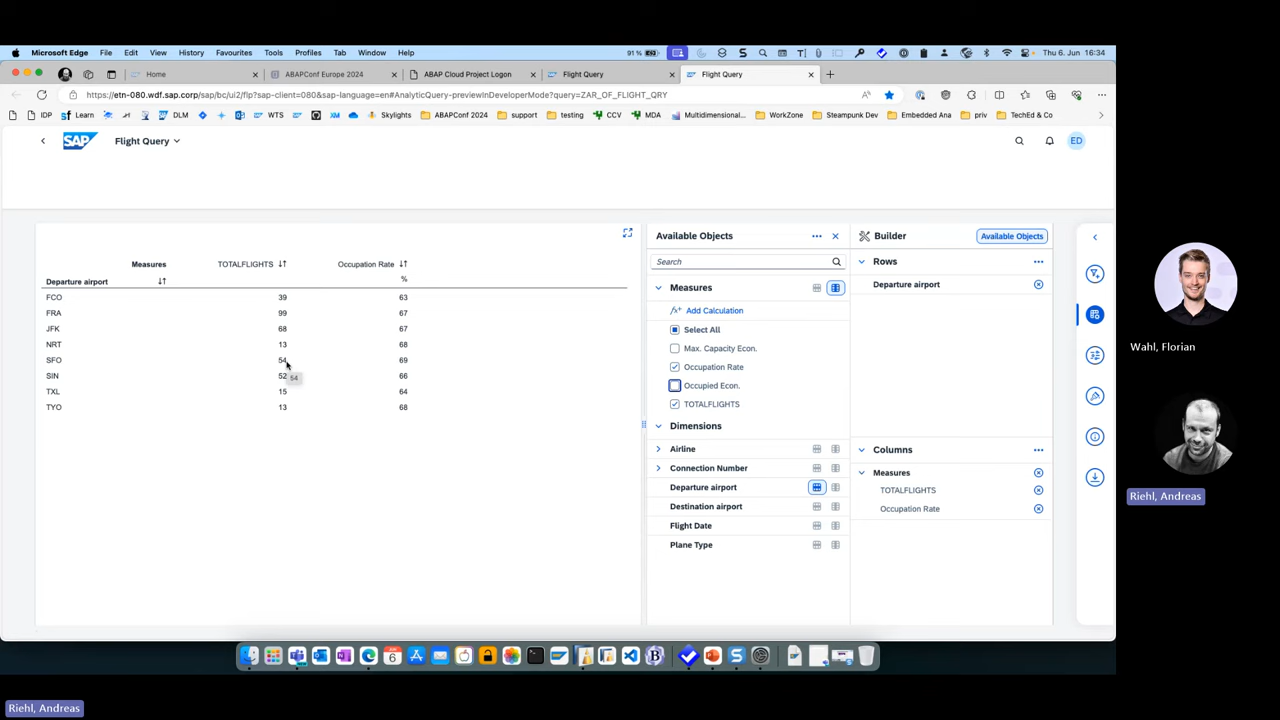 Microsoft Edge File Edit View History Favourites Tools Profiles Tab Window Help 91 % Thu 6. Jun 16:34
Home ABAPConf Europe 2024 ABAP Cloud Project Logon Flight Query Flight Query
https://etn-080.wdf.sap.corp/sap/bc/ui2/flp?sap-client=080&sap-language=en#AnalyticQuery-previewInDeveloperMode?query=ZAR_OF_FLIGHT_QRY
IDP Learn DLM WTS XM Skylights ABAPConf 2024 support testing CCV MDA Multidimensional... WorkZone Steampunk Dev Embedded Ana priv TechEd & Co
SAP Flight Query ED
Measures TOTALFLIGHTS Occupation Rate
%
Departure airport
FCO 39 63
FRA 99 67
JFK 68 67
NRT 13 68
SFO 54 69
SIN 52 66
54
TXL 15 64
TYO 13 68
Available Objects
Search
Measures
Add Calculation
Select All
Max. Capacity Econ.
Occupation Rate
Occupied Econ.
TOTALFLIGHTS
Dimensions
Airline
Connection Number
Departure airport
Destination airport
Flight Date
Plane Type
Builder Available Objects
Rows
Departure airport
Columns
Measures
TOTALFLIGHTS
Occupation Rate
Wahl, Florian
Riehl, Andreas
Riehl, Andreas